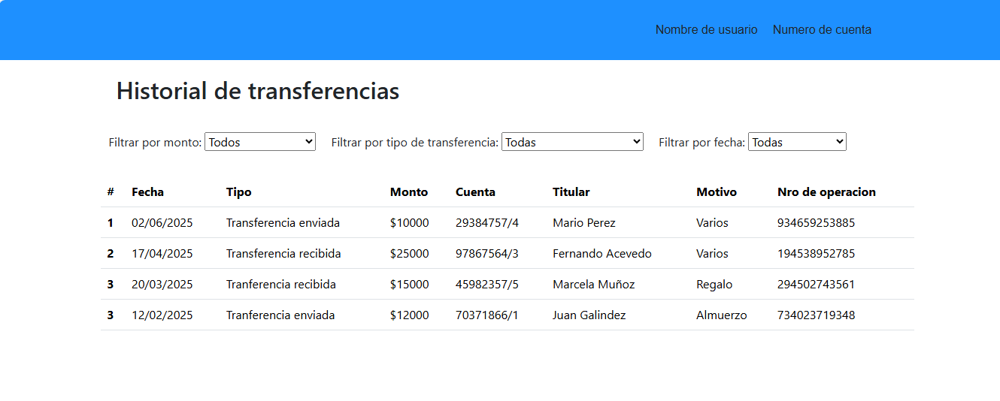 Nombre de usuario Numero de cuenta
Historial de transferencias
Filtrar por monto: Todos Filtrar por tipo de transferencia: Todas Filtrar por fecha: Todas
# Fecha Tipo Monto Cuenta Titular Motivo Nro de operacion
1 02/06/2025 Transferencia enviada $10000 29384757/4 Mario Perez Varios 934659253885
2 17/04/2025 Transferencia recibida $25000 97867564/3 Fernando Acevedo Varios 194538952785
3 20/03/2025 Tranferencia recibida $15000 45982357/5 Marcela Muñoz Regalo 294502743561
3 12/02/2025 Tranferencia enviada $12000 70371866/1 Juan Galindez Almuerzo 734023719348